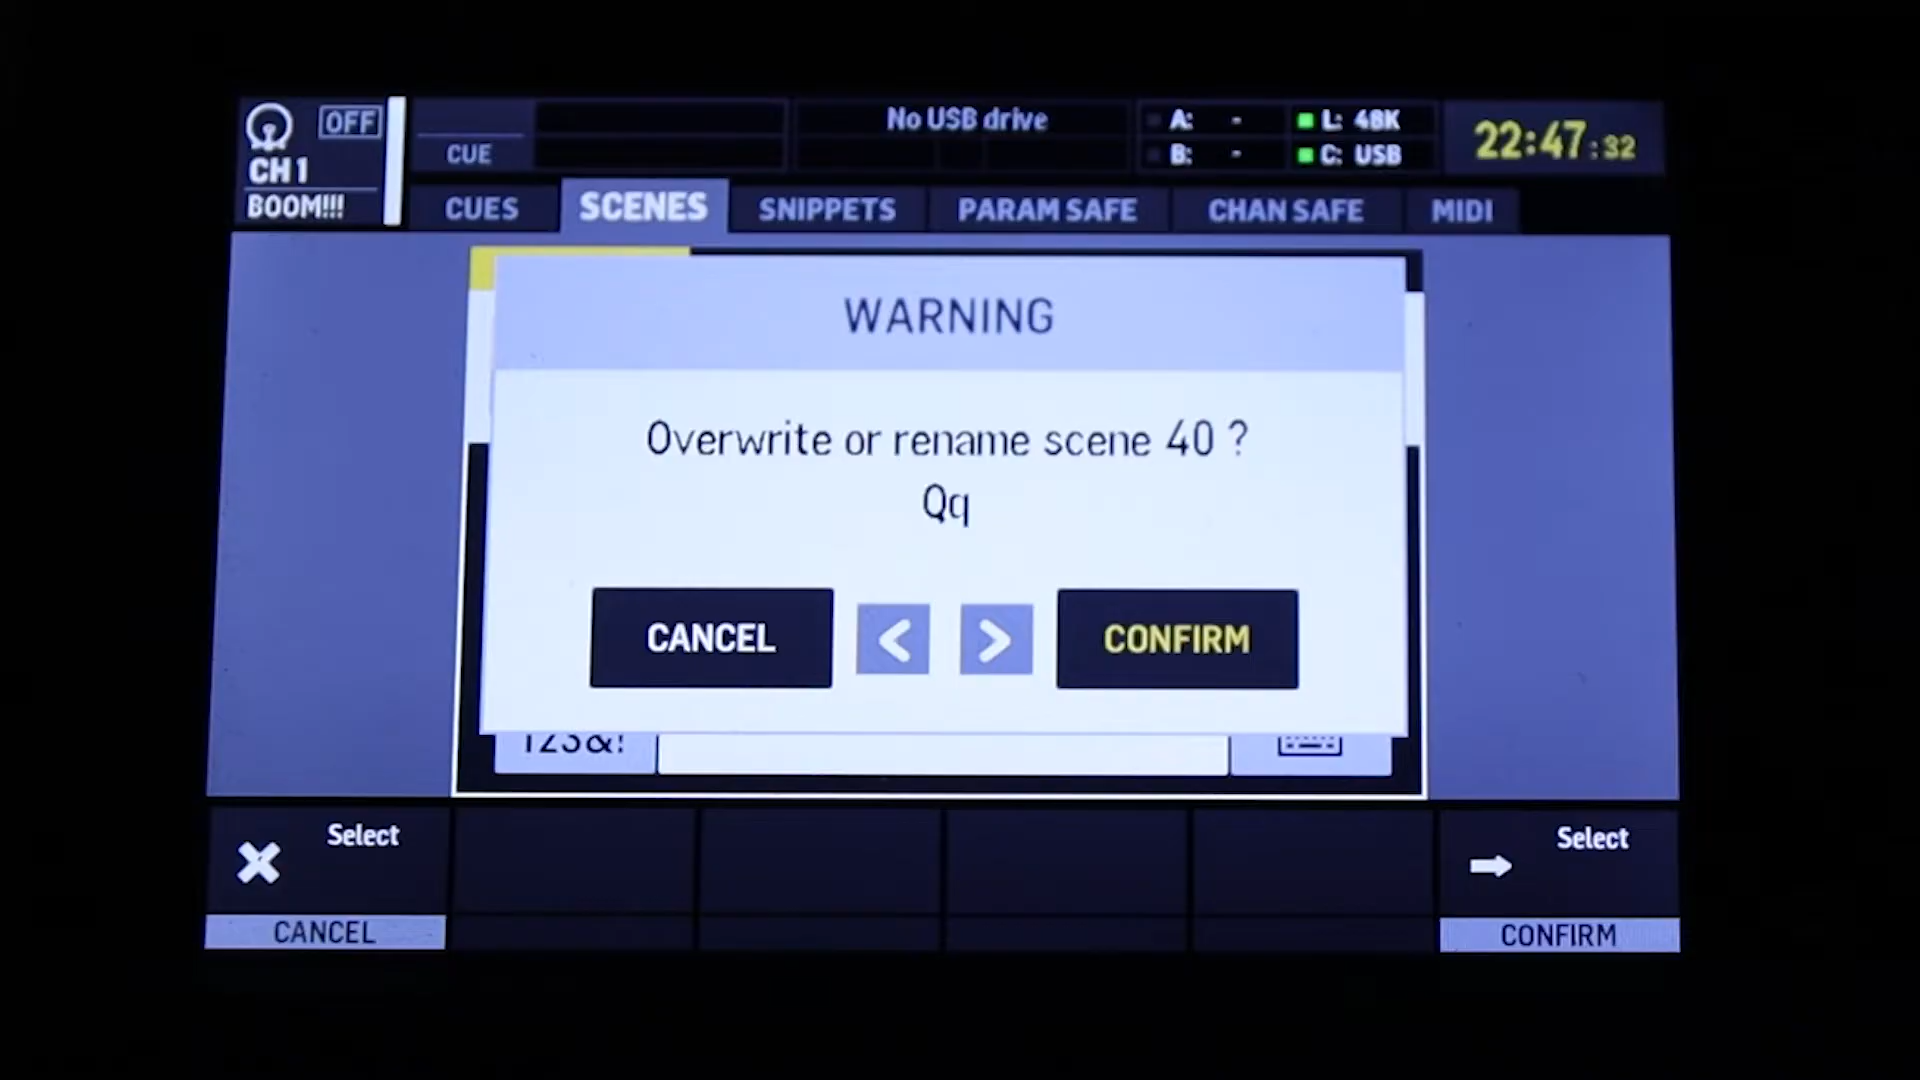 OFF
CH 1
BOOM!!!
CUE
No USB drive
A: -
B: -
L: 48K
C: USB
22:47:32
CUES
SCENES
SNIPPETS
PARAM SAFE
CHAN SAFE
MIDI
WARNING
Overwrite or rename scene 40 ?
Qq
CANCEL
<
>
CONFIRM
123&!
Select
CANCEL
Select
CONFIRM